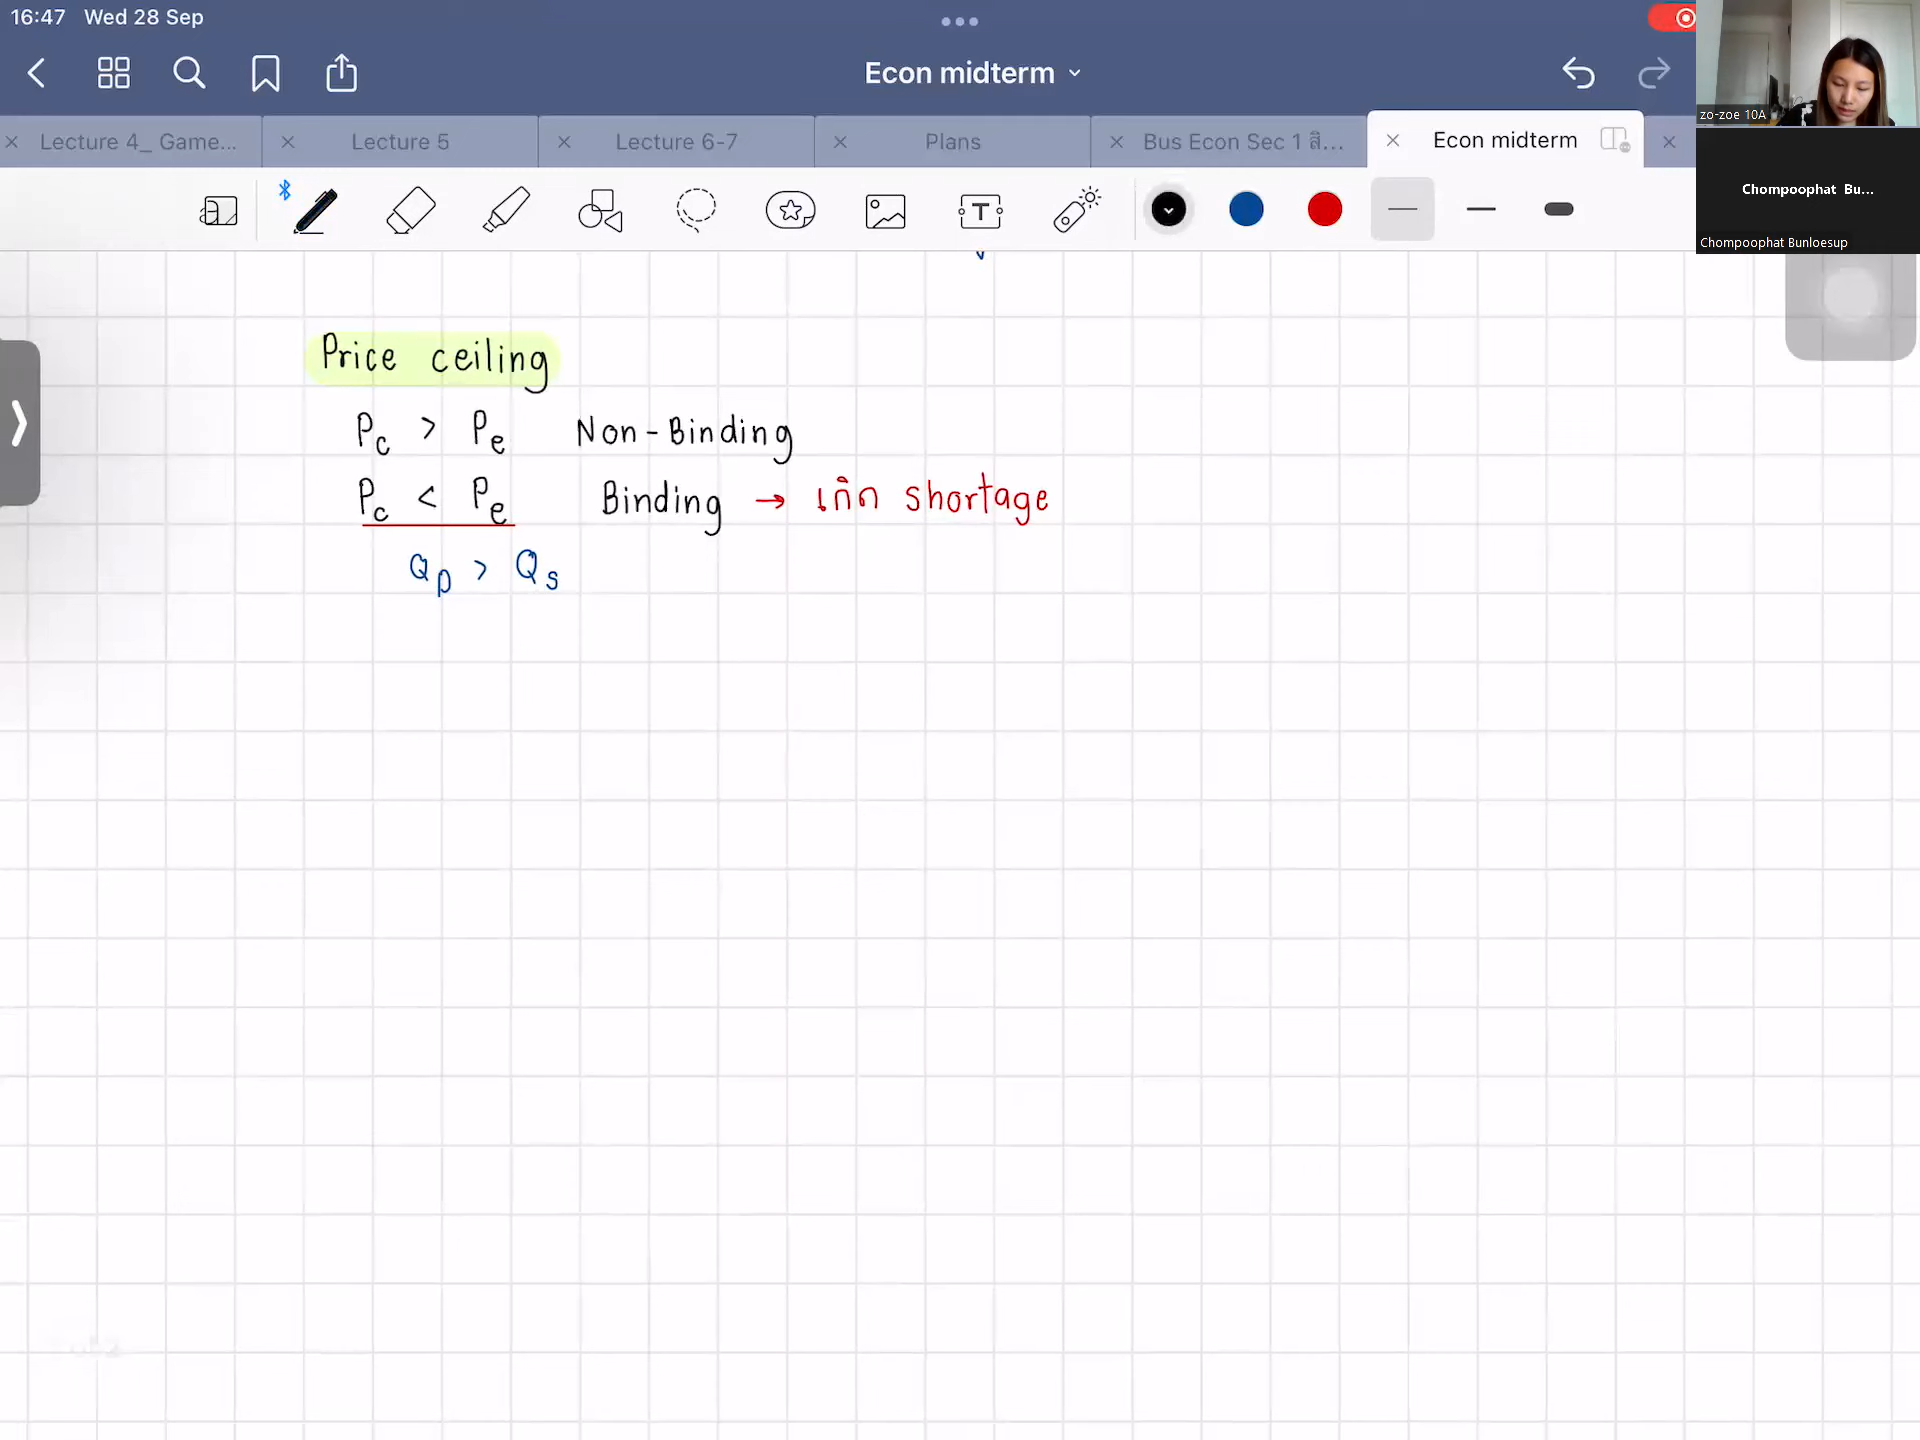 16:47 Wed 28 Sep
Econ midterm
Lecture 4_ Game...
Lecture 5
Lecture 6-7
Plans
Bus Econ Sec 1 สิ...
Econ midterm
zo-zoe 10A
Chompoophat Bu...
Chompoophat Bunloesup
Price ceiling
Pc > Pe Non-Binding
Pc < Pe Binding → เกิด shortage
QD > Qs